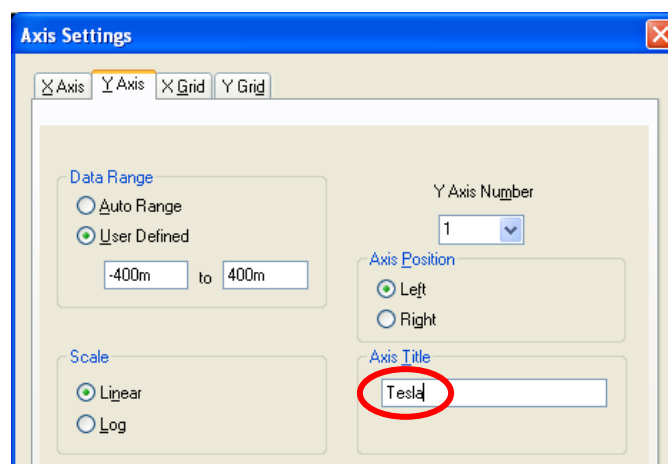 Axis Settings
X Axis Y Axis X Grid Y Grid
Data Range
Auto Range
User Defined
-400m to 400m
Y Axis Number
1
Axis Position
Left
Right
Scale
Linear
Log
Axis Title
Tesla